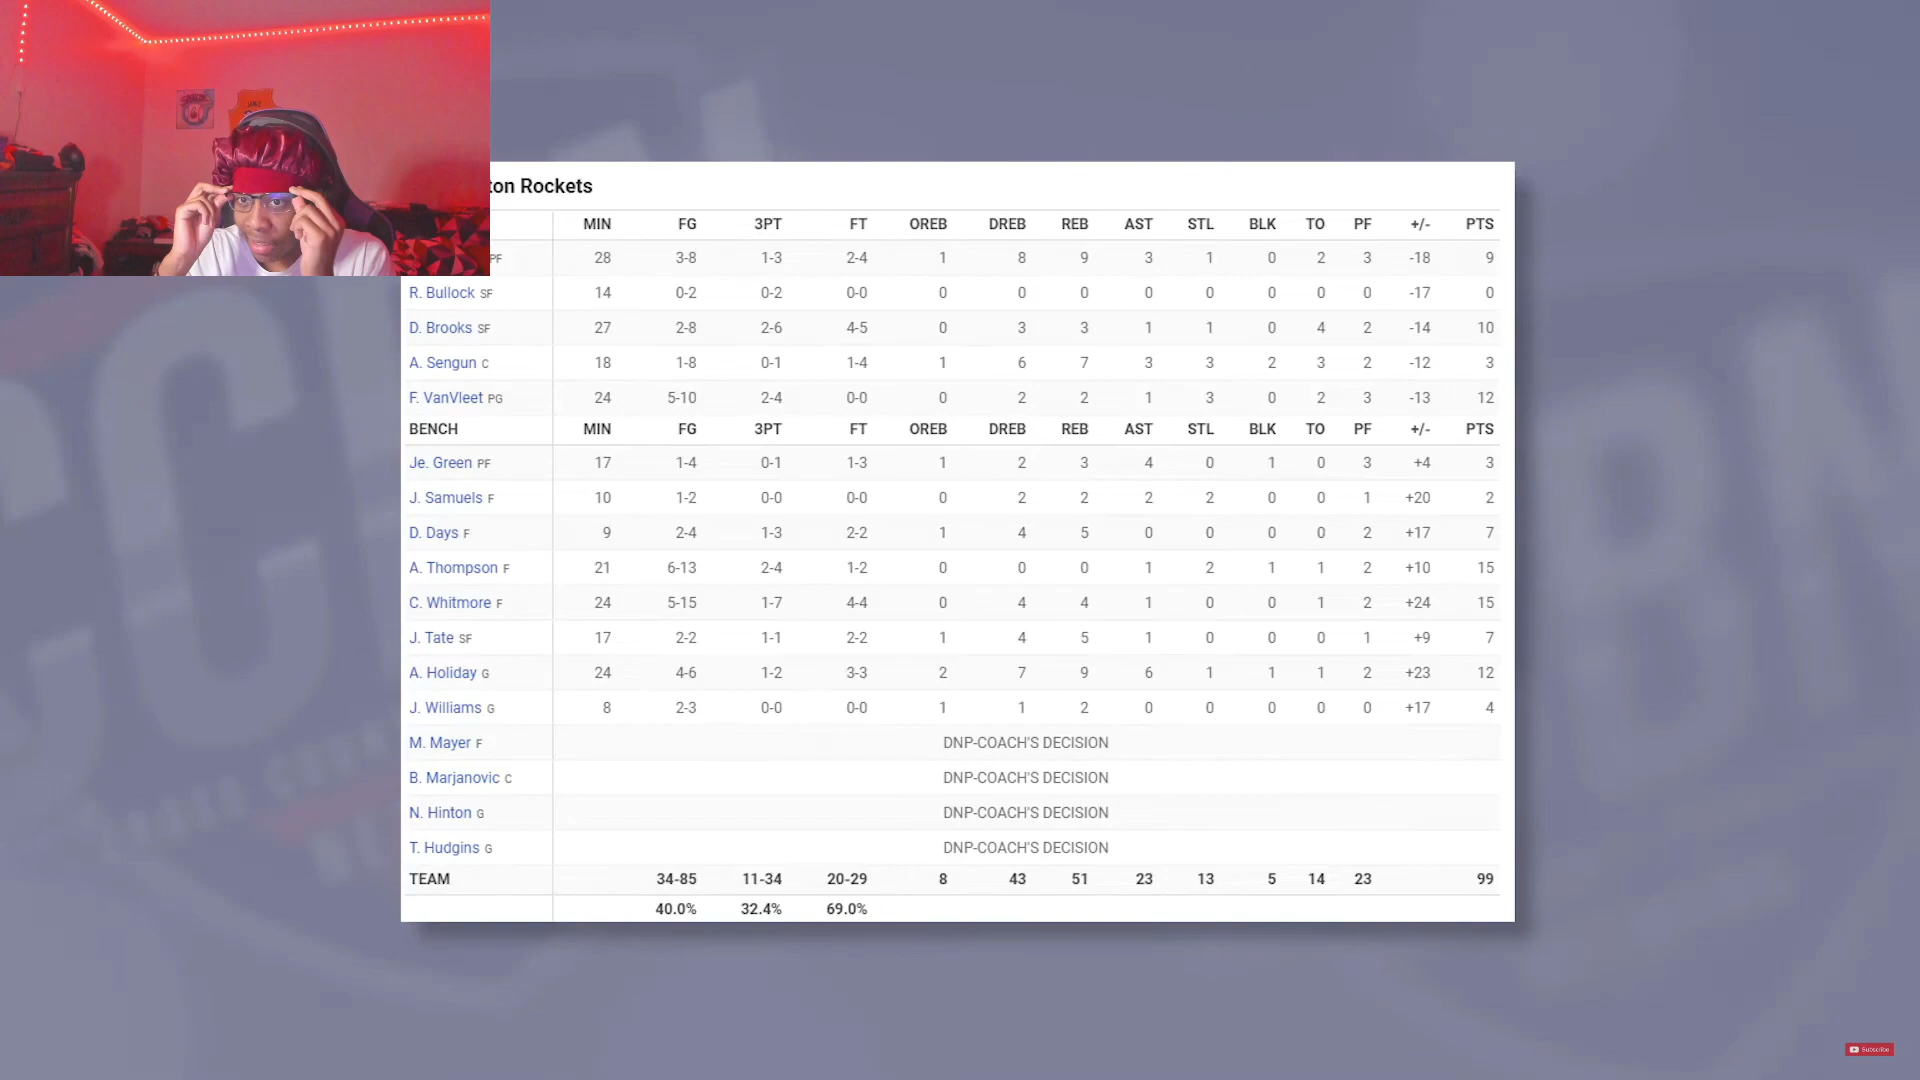 ton Rockets
MIN FG 3PT FT OREB DREB REB AST STL BLK TO PF +/- PTS
PF 28 3-8 1-3 2-4 1 8 9 3 1 0 2 3 -18 9
R. Bullock SF 14 0-2 0-2 0-0 0 0 0 0 0 0 0 0 -17 0
D. Brooks SF 27 2-8 2-6 4-5 0 3 3 1 1 0 4 2 -14 10
A. Sengun C 18 1-8 0-1 1-4 1 6 7 3 3 2 3 2 -12 3
F. VanVleet PG 24 5-10 2-4 0-0 0 2 2 1 3 0 2 3 -13 12
BENCH MIN FG 3PT FT OREB DREB REB AST STL BLK TO PF +/- PTS
Je. Green PF 17 1-4 0-1 1-3 1 2 3 4 0 1 0 3 +4 3
J. Samuels F 10 1-2 0-0 0-0 0 2 2 2 2 0 0 1 +20 2
D. Days F 9 2-4 1-3 2-2 1 4 5 0 0 0 0 2 +17 7
A. Thompson F 21 6-13 2-4 1-2 0 0 0 1 2 1 1 2 +10 15
C. Whitmore F 24 5-15 1-7 4-4 0 4 4 1 0 0 1 2 +24 15
J. Tate SF 17 2-2 1-1 2-2 1 4 5 1 0 0 0 1 +9 7
A. Holiday G 24 4-6 1-2 3-3 2 7 9 6 1 1 1 2 +23 12
J. Williams G 8 2-3 0-0 0-0 1 1 2 0 0 0 0 0 +17 4
M. Mayer F DNP-COACH'S DECISION
B. Marjanovic C DNP-COACH'S DECISION
N. Hinton G DNP-COACH'S DECISION
T. Hudgins G DNP-COACH'S DECISION
TEAM 34-85 11-34 20-29 8 43 51 23 13 5 14 23 99
40.0% 32.4% 69.0%
Subscribe